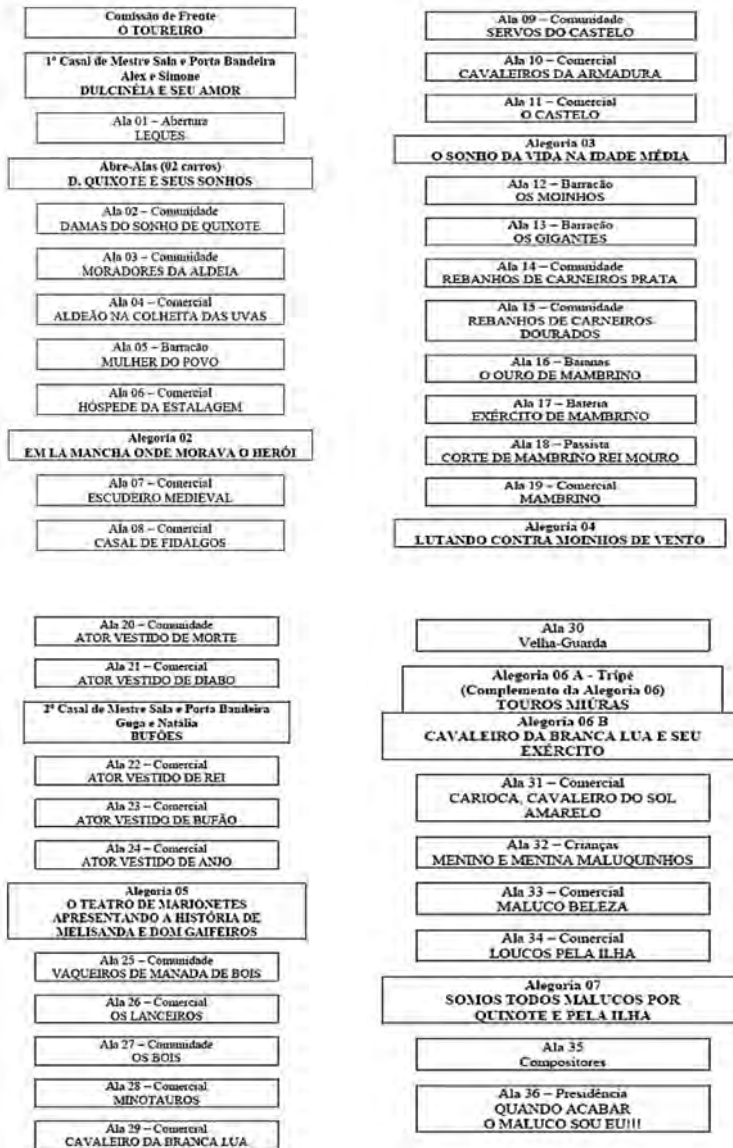 Comissão de Frente
O TOUREIRO
1º Casal de Mestre Sala e Porta Bandeira
Alex e Simone
DULCINÉIA E SEU AMOR
Ala 01 – Abertura
LEQUES
Abre-Alas (02 carros)
D. QUIXOTE E SEUS SONHOS
Ala 02 – Comunidade
DAMAS DO SONHO DE QUIXOTE
Ala 03 – Comunidade
MORADORES DA ALDEIA
Ala 04 – Comercial
ALDEÃO NA COLHEITA DAS UVAS
Ala 05 – Barracão
MULHER DO POVO
Ala 06 – Comercial
HÓSPEDE DA ESTALAGEM
Alegoria 02
EM LA MANCHA ONDE MORAVA O HERÓI
Ala 07 – Comercial
ESCUDEIRO MEDIEVAL
Ala 08 – Comercial
CASAL DE FIDALGOS
Ala 09 – Comunidade
SERVOS DO CASTELO
Ala 10 – Comercial
CAVALEIROS DA ARMADURA
Ala 11 – Comercial
O CASTELO
Alegoria 03
O SONHO DA VIDA NA IDADE MÉDIA
Ala 12 – Barracão
OS MOINHOS
Ala 13 – Barracão
OS GIGANTES
Ala 14 – Comunidade
REBANHOS DE CARNEIROS PRATA
Ala 15 – Comunidade
REBANHOS DE CARNEIROS
DOURADOS
Ala 16 – Baianas
O OURO DE MAMBRINO
Ala 17 – Bateria
EXÉRCITO DE MAMBRINO
Ala 18 – Passista
CORTE DE MAMBRINO REI MOURO
Ala 19 – Comercial
MAMBRINO
Alegoria 04
LUTANDO CONTRA MOINHOS DE VENTO
Ala 20 – Comunidade
ATOR VESTIDO DE MORTE
Ala 21 – Comercial
ATOR VESTIDO DE DIABO
2º Casal de Mestre Sala e Porta Bandeira
Guga e Natália
BUFÕES
Ala 22 – Comercial
ATOR VESTIDO DE REI
Ala 23 – Comercial
ATOR VESTIDO DE BUFÃO
Ala 24 – Comercial
ATOR VESTIDO DE ANJO
Alegoria 05
O TEATRO DE MARIONETES
APRESENTANDO A HISTÓRIA DE
MELISANDA E DOM GAIFEIROS
Ala 25 – Comunidade
VAQUEIROS DE MANADA DE BOIS
Ala 26 – Comercial
OS LANCEIROS
Ala 27 – Comunidade
OS BOIS
Ala 28 – Comercial
MINOTAUROS
Ala 29 – Comercial
CAVALEIRO DA BRANCA LUA
Ala 30
Velha-Guarda
Alegoria 06 A - Tripé
(Complemento da Alegoria 06)
TOUROS MIÚRAS
Alegoria 06 B
CAVALEIRO DA BRANCA LUA E SEU
EXÉRCITO
Ala 31 – Comercial
CARIOCA, CAVALEIRO DO SOL
AMARELO
Ala 32 – Crianças
MENINO E MENINA MALUQUINHOS
Ala 33 – Comercial
MALUCO BELEZA
Ala 34 – Comercial
LOUCOS PELA ILHA
Alegoria 07
SOMOS TODOS MALUCOS POR
QUIXOTE E PELA ILHA
Ala 35
Compositores
Ala 36 – Presidência
QUANDO ACABAR
O MALUCO SOU EU!!!